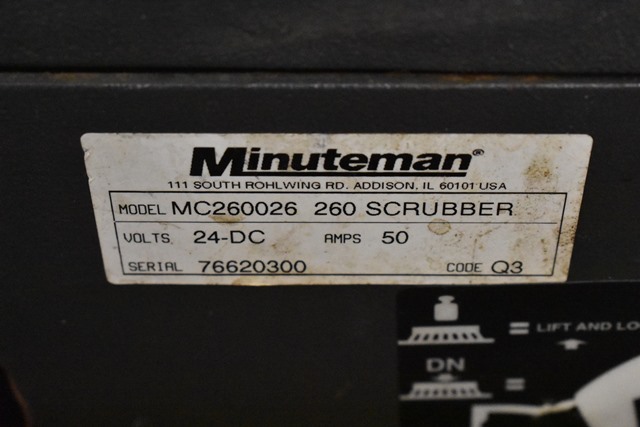 Minuteman®
111 SOUTH ROHLWING RD. ADDISON, IL 60101 USA
MODEL MC260026 260 SCRUBBER
VOLTS 24-DC AMPS 50
SERIAL 76620300 CODE Q3
= LIFT AND
DN
=